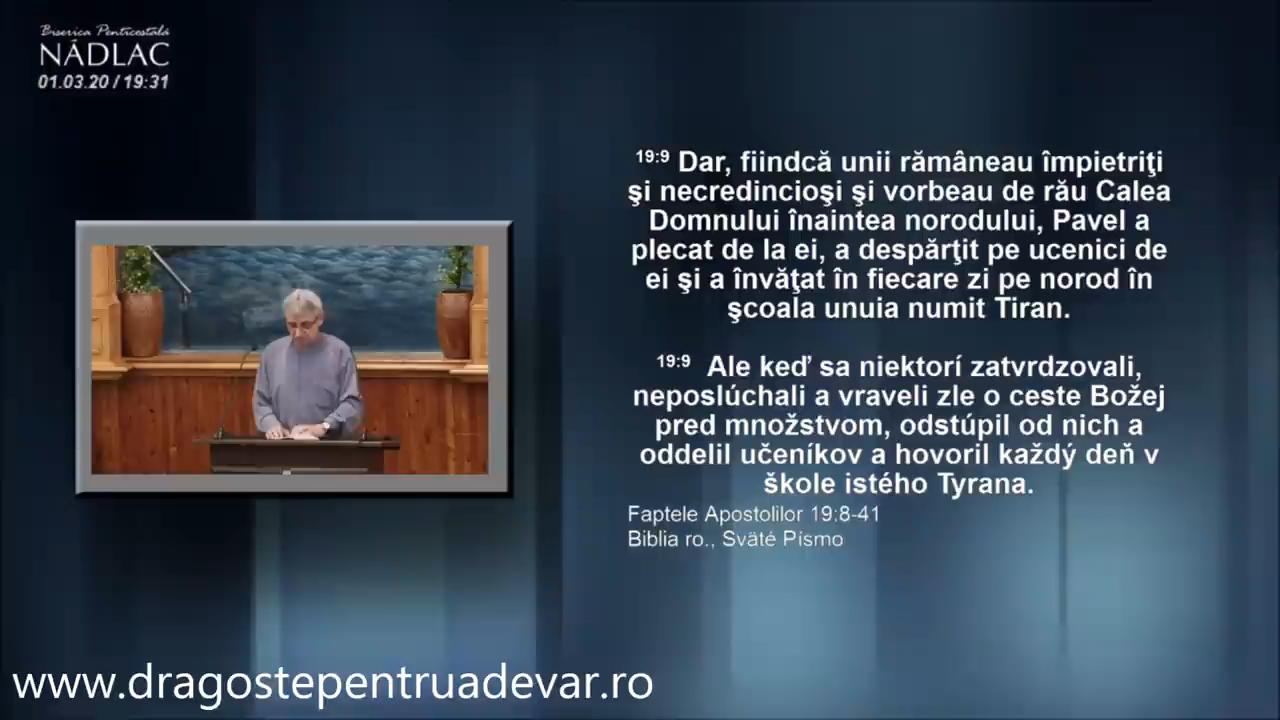 Biserica Penticostală
NĂDLAC
01.03.20 / 19:31
19:9 Dar, fiindcă unii rămâneau împietriţi
şi necredincioşi şi vorbeau de rău Calea
Domnului înaintea norodului, Pavel a
plecat de la ei, a despărţit pe ucenici de
ei şi a învăţat în fiecare zi pe norod în
şcoala unuia numit Tiran.
19:9 Ale keď sa niektorí zatvrdzovali,
neposlúchali a vraveli zle o ceste Božej
pred množstvom, odstúpil od nich a
oddelil učeníkov a hovoril každý deň v
škole istého Tyrana.
Faptele Apostolilor 19:8-41
Biblia ro., Sväté Písmo
www.dragostepentruadevar.ro